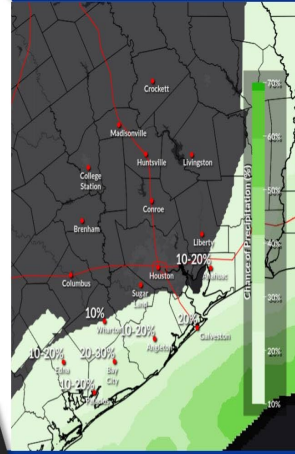 Crockett
Madisonville
Huntsville
Livingston
College
Station
Conroe
Brenham
Liberty
10-20%
Anahuac
Houston
Columbus
Sugar
Land
10%
Wharton
10-20%
Angleton
20%
Galveston
10-20%
Edna
20-30%
Bay
City
10-20%
Chance of Precipitation (%)
70%
60%
50%
40%
30%
20%
10%